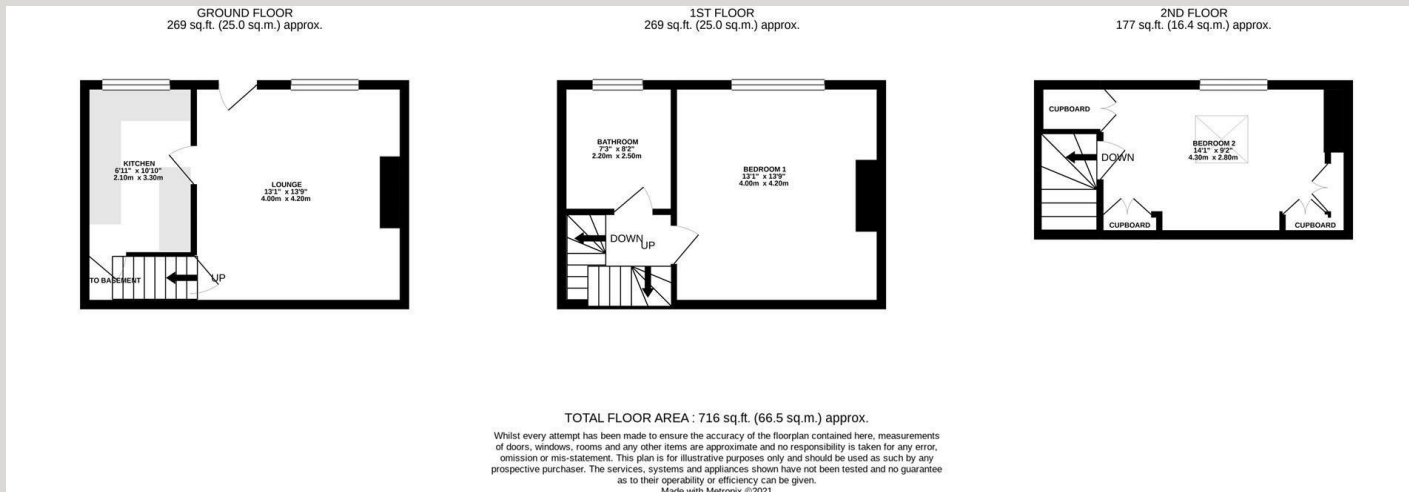 GROUND FLOOR
269 sq.ft. (25.0 sq.m.) approx.
1ST FLOOR
269 sq.ft. (25.0 sq.m.) approx.
2ND FLOOR
177 sq.ft. (16.4 sq.m.) approx.
KITCHEN
6'11" x 10'10"
2.10m x 3.30m
LOUNGE
13'1" x 13'9"
4.00m x 4.20m
TO BASEMENT
UP
BATHROOM
7'3" x 8'2"
2.20m x 2.50m
BEDROOM 1
13'1" x 13'9"
4.00m x 4.20m
DOWN
UP
CUPBOARD
BEDROOM 2
14'1" x 9'2"
4.30m x 2.80m
DOWN
CUPBOARD
CUPBOARD
TOTAL FLOOR AREA : 716 sq.ft. (66.5 sq.m.) approx.
Whilst every attempt has been made to ensure the accuracy of the floorplan contained here, measurements
of doors, windows, rooms and any other items are approximate and no responsibility is taken for any error,
omission or mis-statement. This plan is for illustrative purposes only and should be used as such by any
prospective purchaser. The services, systems and appliances shown have not been tested and no guarantee
as to their operability or efficiency can be given.
Made with Metropix ©2021